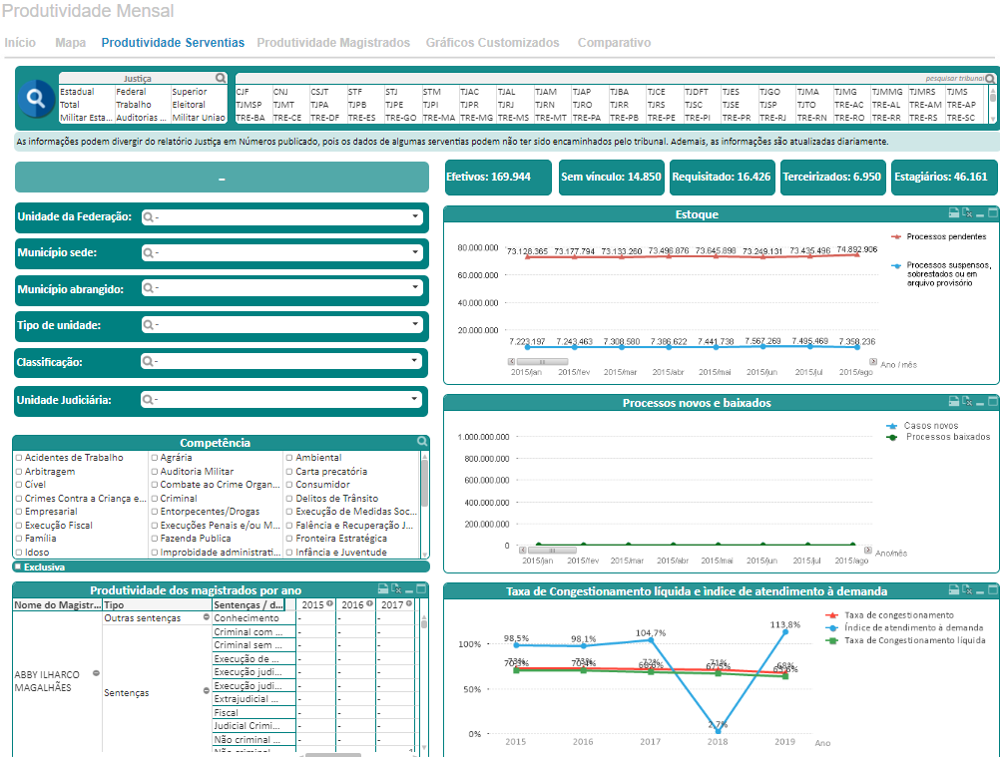 Produtividade Mensal
Início Mapa Produtividade Serventias Produtividade Magistrados Gráficos Customizados Comparativo
Justiça
Estadual Federal Superior
Total Trabalho Eleitoral
Militar Esta... Auditorias ... Militar Uniao
pesquisar tribunal
CJF CNJ CSJT STF STJ STM TJAC TJAL TJAM TJAP TJBA TJCE TJDFT TJES TJGO TJMA TJMG TJMMG TJMRS TJMS
TJMSP TJMT TJPA TJPB TJPE TJPI TJPR TJRJ TJRN TJRO TJRR TJRS TJSC TJSE TJSP TJTO TRE-AC TRE-AL TRE-AM TRE-AP
TRE-BA TRE-CE TRE-DF TRE-ES TRE-GO TRE-MA TRE-MG TRE-MS TRE-MT TRE-PA TRE-PB TRE-PE TRE-PI TRE-PR TRE-RJ TRE-RN TRE-RO TRE-RR TRE-RS TRE-SC
As informações podem divergir do relatório Justiça em Números publicado, pois os dados de algumas serventias podem não ter sido encaminhados pelo tribunal. Ademais, as informações são atualizadas diariamente.
-
Efetivos: 169.944 Sem vínculo: 14.850 Requisitado: 16.426 Terceirizados: 6.950 Estagiários: 46.161
Unidade da Federação: -
Município sede: -
Município abrangido: -
Tipo de unidade: -
Classificação: -
Unidade Judiciária: -
Estoque
80.000.000
60.000.000
40.000.000
20.000.000
73.128.365 73.177.794 73.133.260 73.496.876 73.645.898 73.249.131 73.435.496 74.892.906
7.223.197 7.243.463 7.308.580 7.386.622 7.441.738 7.567.269 7.495.469 7.358.236
2015/jan 2015/fev 2015/mar 2015/abr 2015/mai 2015/jun 2015/jul 2015/ago
Ano / mês
Processos pendentes
Processos suspensos,
sobrestados ou em
arquivo provisório
Processos novos e baixados
1.000.000.000
800.000.000
600.000.000
400.000.000
200.000.000
0
2015/jan 2015/fev 2015/mar 2015/abr 2015/mai 2015/jun 2015/jul 2015/ago
Ano/mês
Casos novos
Processos baixados
Competência
Acidentes de Trabalho Agrária Ambiental
Arbitragem Auditoria Militar Carta precatória
Cível Combate ao Crime Organ... Consumidor
Crimes Contra a Criança e... Criminal Delitos de Trânsito
Empresarial Entorpecentes/Drogas Execução de Medidas Soc...
Execução Fiscal Execuções Penais e/ou M... Falência e Recuperação J...
Família Fazenda Publica Fronteira Estratégica
Idoso Improbidade administrati... Infância e Juventude
Exclusiva
Produtividade dos magistrados por ano
Nome do Magistr... Tipo Sentenças / d... 2015 2016 2017
ABBY ILHARCO
MAGALHÃES
Outras sentenças
Sentenças
Conhecimento - - -
Criminal com ... - - -
Criminal sem ... - - -
Execução de ... - - -
Execução judi... - - -
Execução judi... - - -
Extrajudicial ... - - -
Fiscal - - -
Judicial Crimi... - - -
Não criminal ... - - -
Taxa de Congestionamento líquida e índice de atendimento à demanda
100%
50%
0%
98,5% 98,1% 104,7% 2,7% 113,8%
73% 73% 72% 71% 68%
2015 2016 2017 2018 2019
Ano
Taxa de congestionamento
Índice de atendimento à demanda
Taxa de Congestionamento líquida